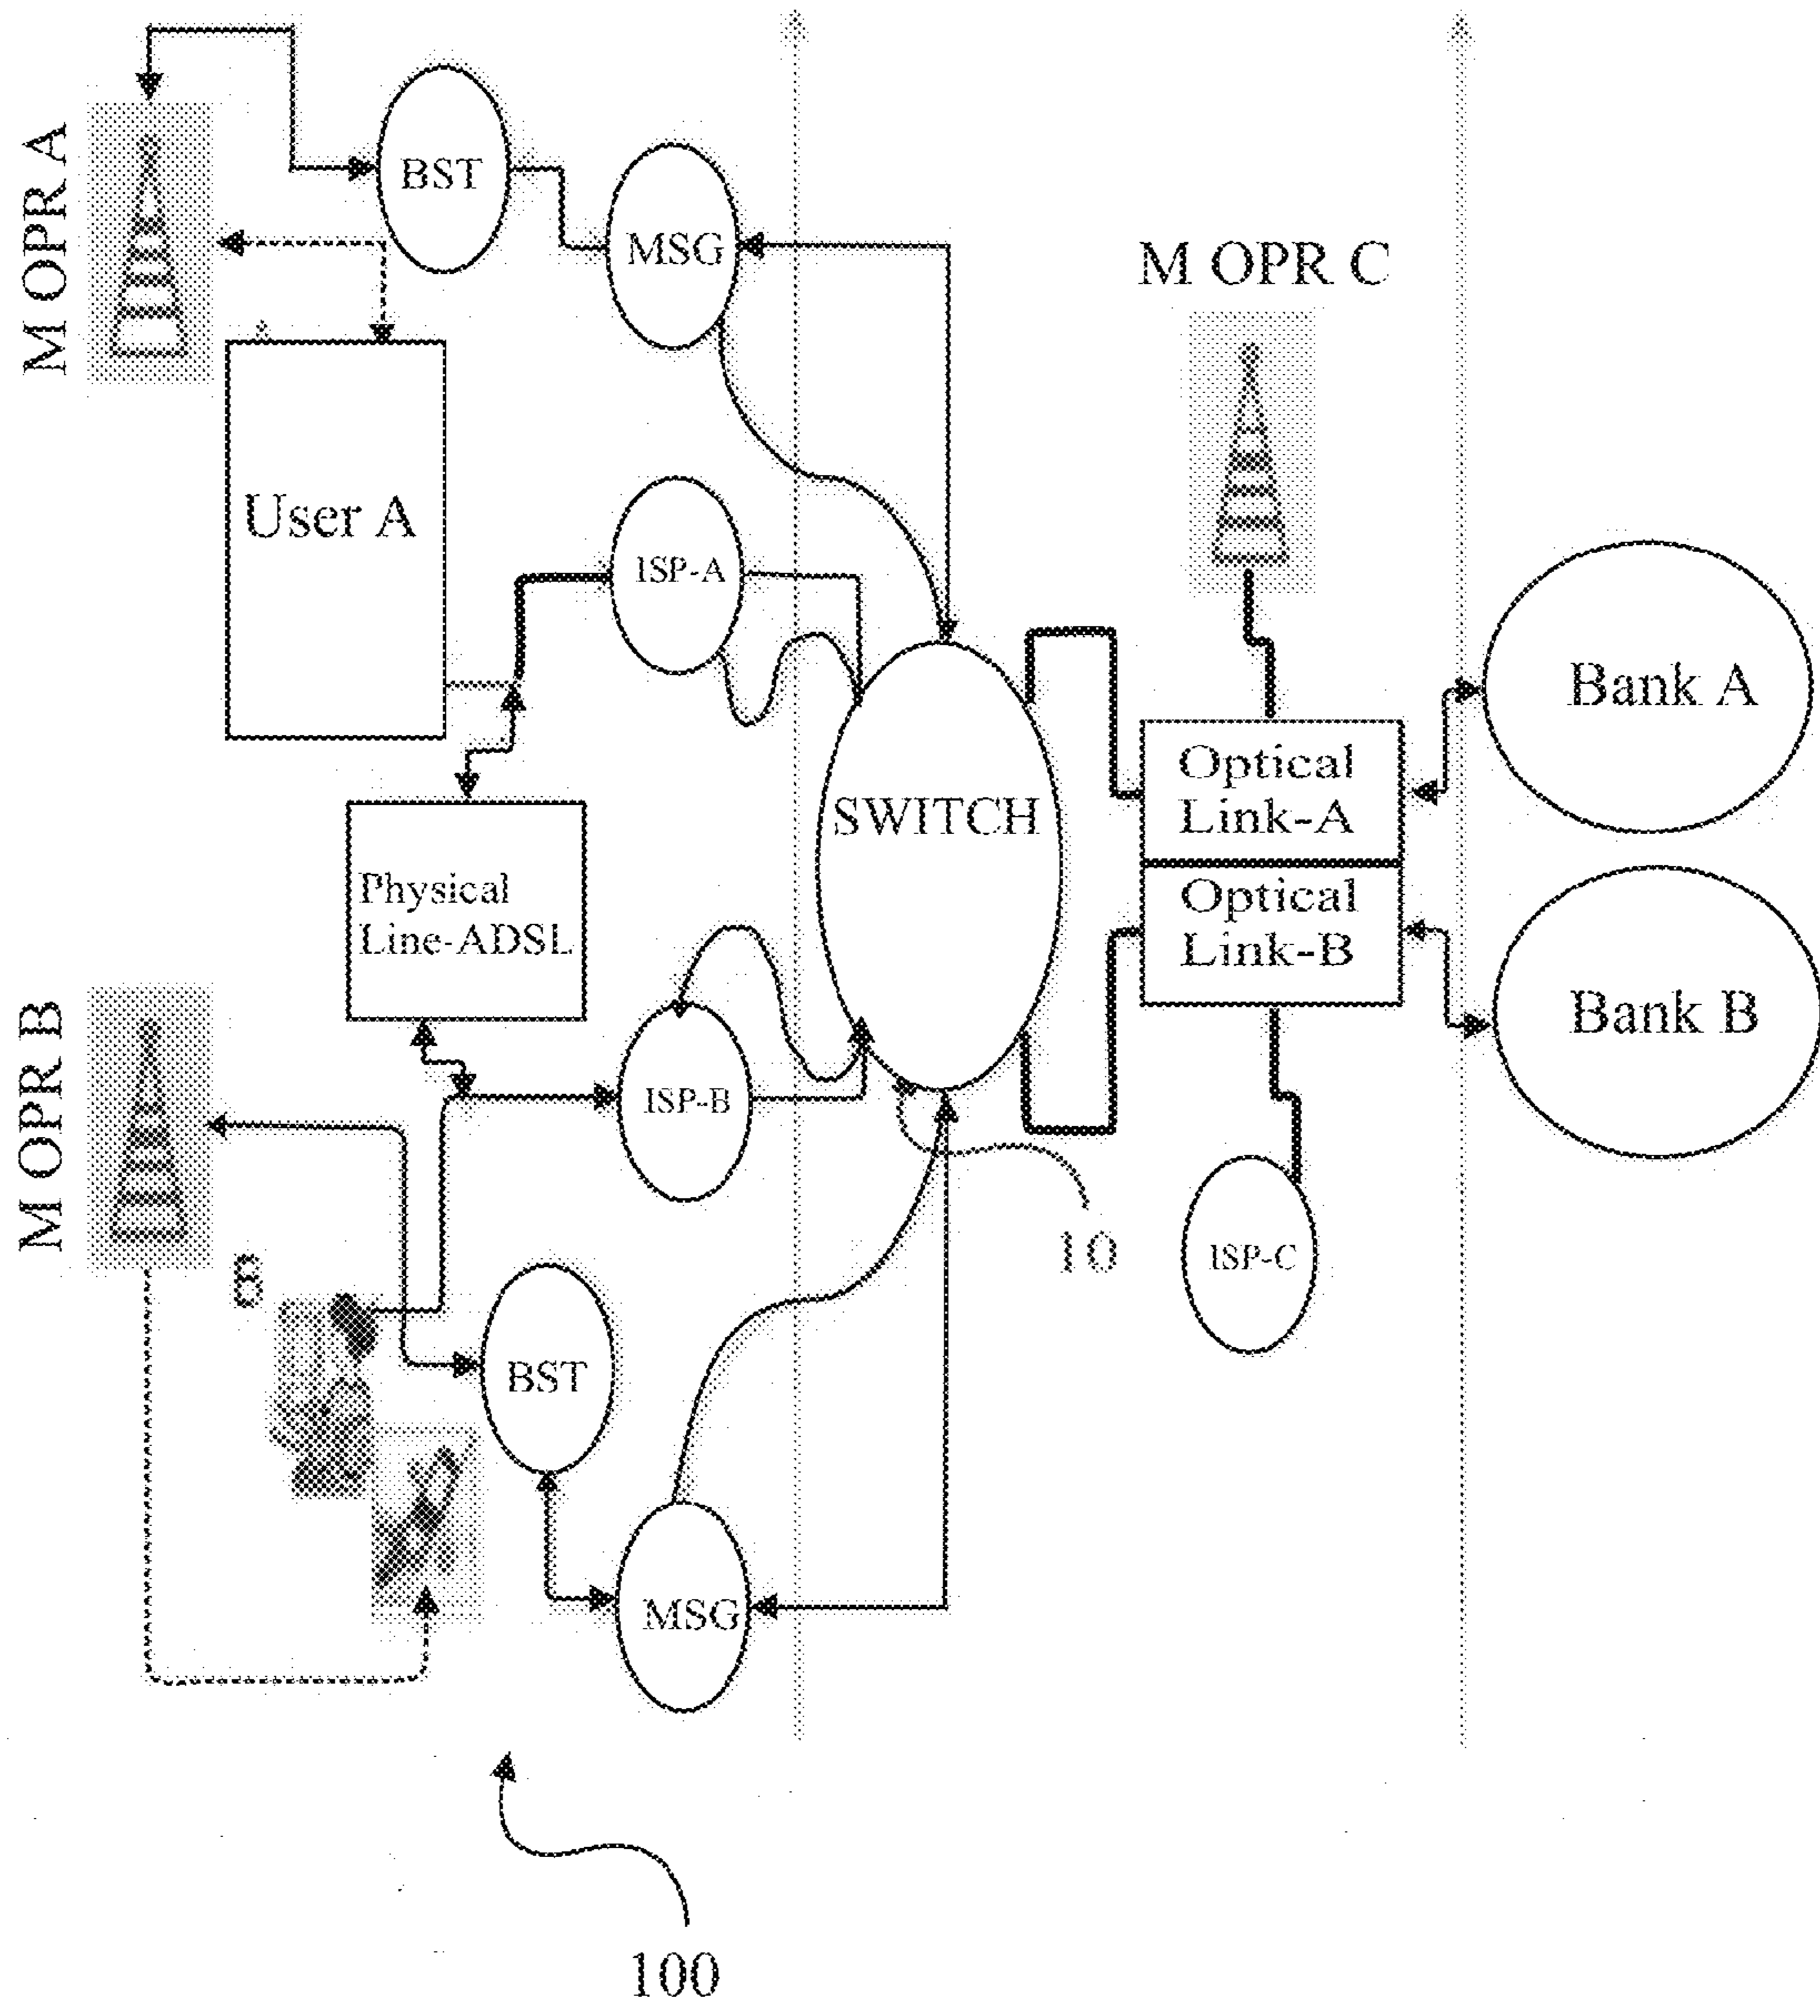 M OPR A
BST
MSG
M OPR C
User A
ISP-A
Bank A
Optical
Link-A
SWITCH
Physical
Line-ADSL
Optical
Link-B
Bank B
M OPR B
ISP-B
10
ISP-C
B
BST
MSG
100